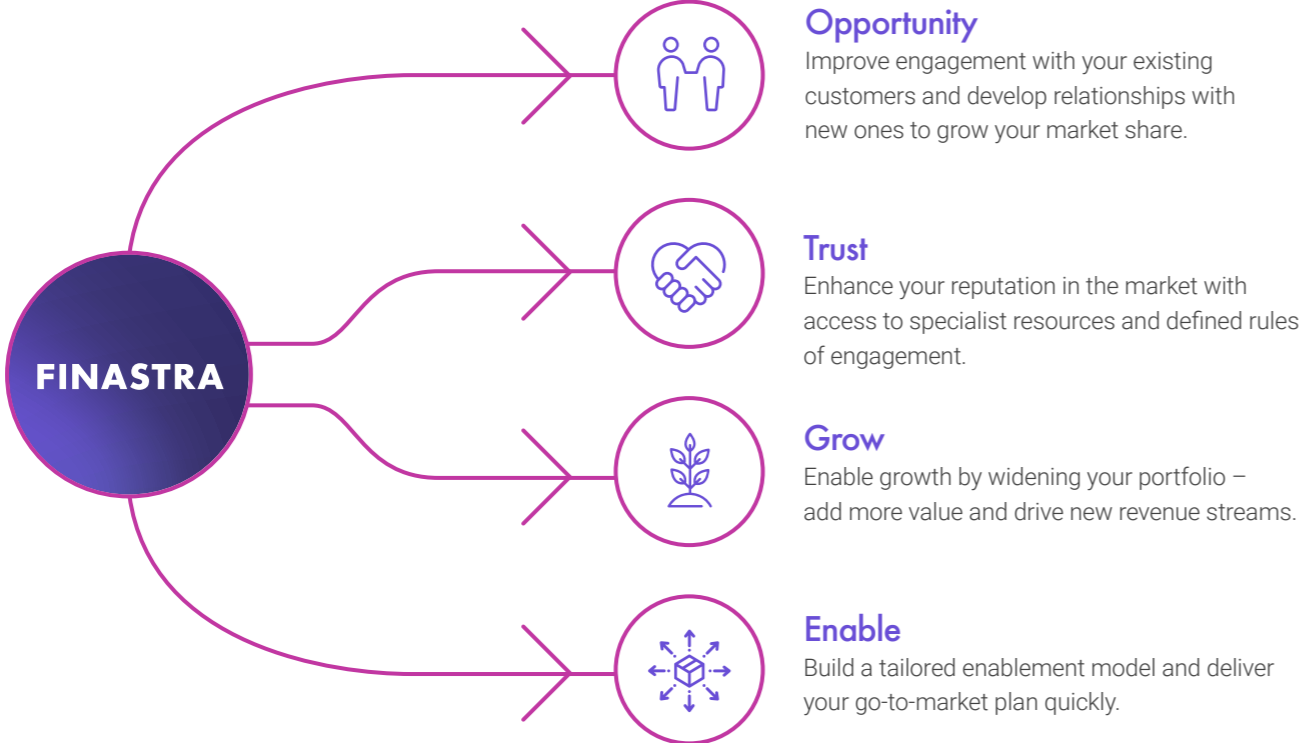 FINASTRA
Opportunity
Improve engagement with your existing
customers and develop relationships with
new ones to grow your market share.
Trust
Enhance your reputation in the market with
access to specialist resources and defined rules
of engagement.
Grow
Enable growth by widening your portfolio –
add more value and drive new revenue streams.
Enable
Build a tailored enablement model and deliver
your go-to-market plan quickly.